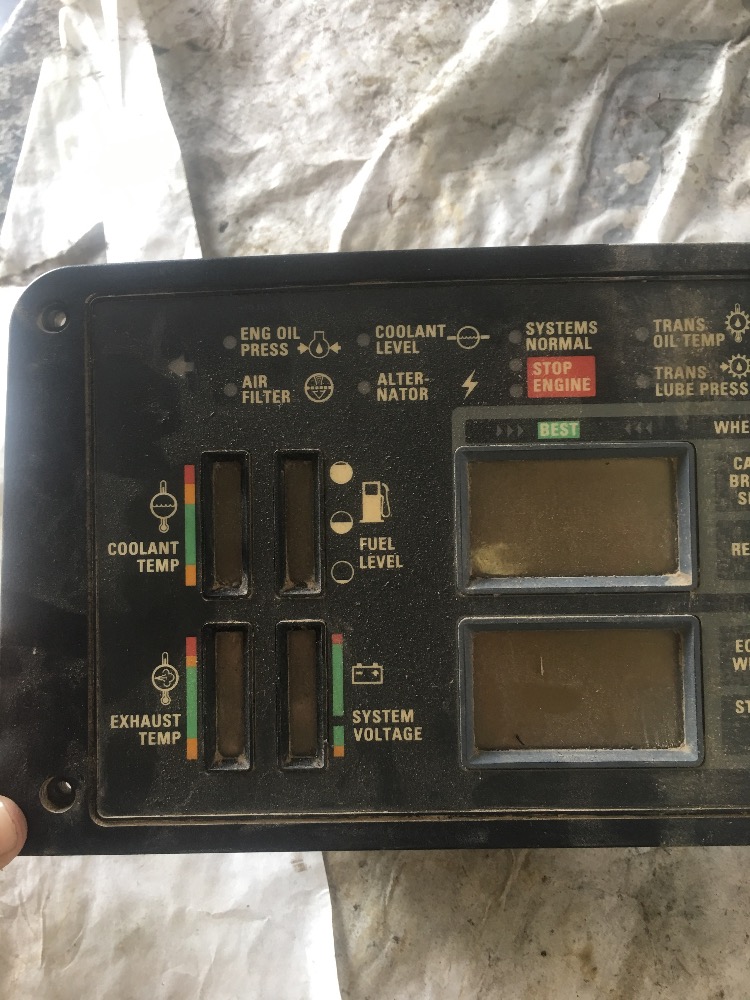 ENG OIL
PRESS
COOLANT
LEVEL
SYSTEMS
NORMAL
TRANS
OIL TEMP
AIR
FILTER
ALTER-
NATOR
STOP
ENGINE
TRANS
LUBE PRESS
BEST
COOLANT
TEMP
FUEL
LEVEL
EXHAUST
TEMP
SYSTEM
VOLTAGE